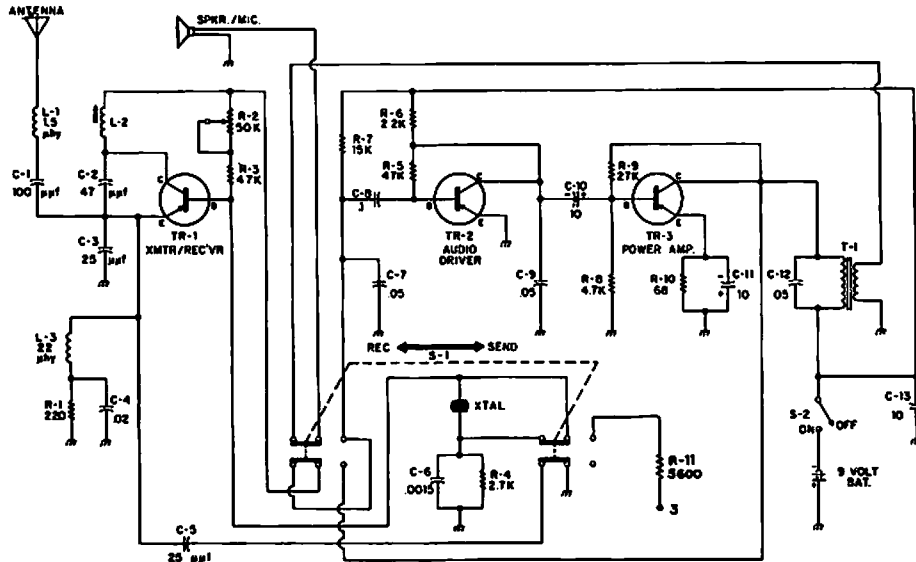 ANTENNA
SPKR./MIC.
L-1
1.5
μhy
L-2
R-2
50K
C-1
100 μμf
C-2
47 μμf
R-3
47K
C
E
B
TR-1
XMTR/REC'VR
C-3
25 μμf
L-3
22
μhy
R-1
220
C-4
.02
C-5
25 μμf
R-7
15K
R-6
2.2K
R-5
47K
C-8
.1
B
C
E
TR-2
AUDIO
DRIVER
C-7
.05
C-9
.05
C-10
- +
10
R-9
27K
B
C
E
TR-3
POWER AMP.
R-8
4.7K
R-10
68
-
+
C-11
10
C-12
.05
T-1
REC SEND
S-1
XTAL
C-6
.0015
R-4
2.7K
R-11
5600
3
S-2
ON
OFF
C-13
10
9 VOLT
BAT.